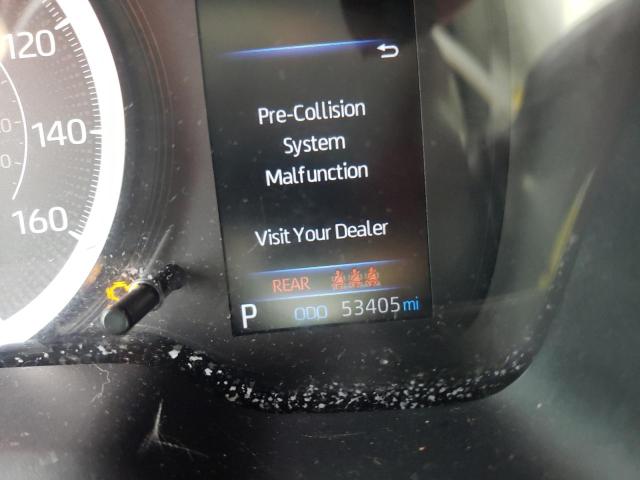 120
140
160
Pre-Collision
System
Malfunction
Visit Your Dealer
REAR
P ODO 53405 mi